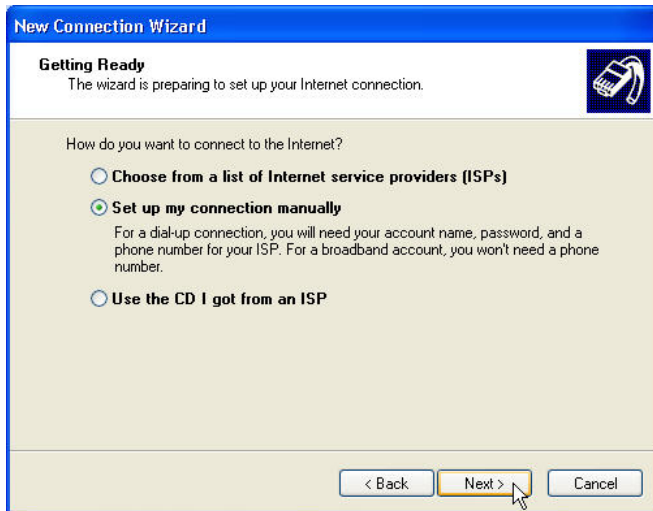 New Connection Wizard
Getting Ready
The wizard is preparing to set up your Internet connection.
How do you want to connect to the Internet?
Choose from a list of Internet service providers (ISPs)
Set up my connection manually
For a dial-up connection, you will need your account name, password, and a
phone number for your ISP. For a broadband account, you won't need a phone
number.
Use the CD I got from an ISP
< Back Next > Cancel